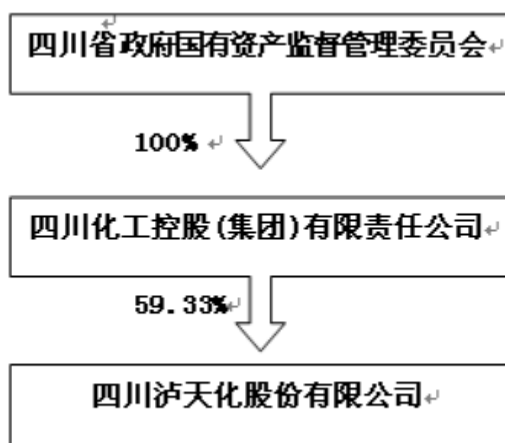 四川省政府国有资产监督管理委员会
100%
四川化工控股(集团)有限责任公司
59.33%
四川泸天化股份有限公司